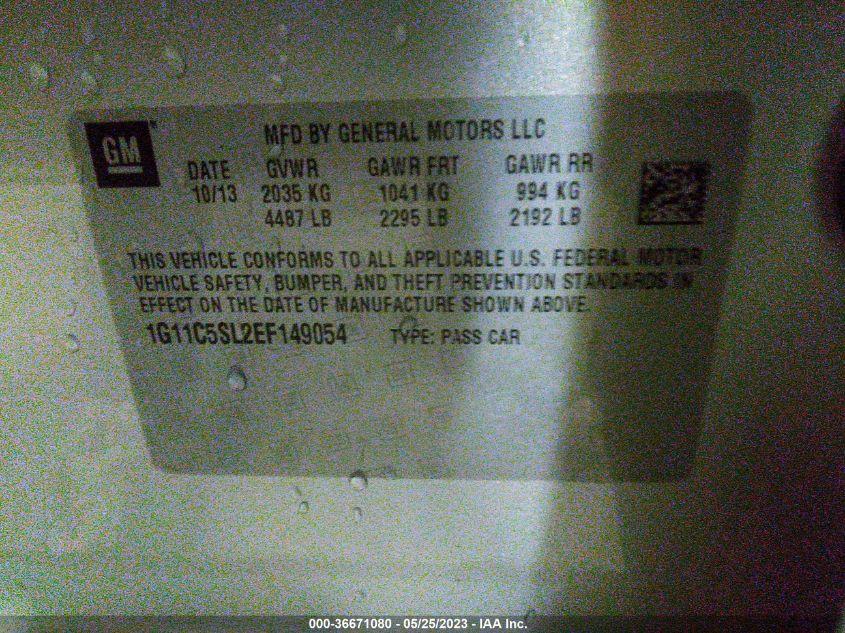 GM
MFD BY GENERAL MOTORS LLC
DATE GVWR GAWR FRT GAWR RR
10/13 2035 KG 1041 KG 994 KG
4487 LB 2295 LB 2192 LB
THIS VEHICLE CONFORMS TO ALL APPLICABLE U.S. FEDERAL MOTOR
VEHICLE SAFETY, BUMPER, AND THEFT PREVENTION STANDARDS IN
EFFECT ON THE DATE OF MANUFACTURE SHOWN ABOVE.
1G11C5SL2EF149054 TYPE: PASS CAR
000-36671080 - 05/25/2023 - IAA Inc.